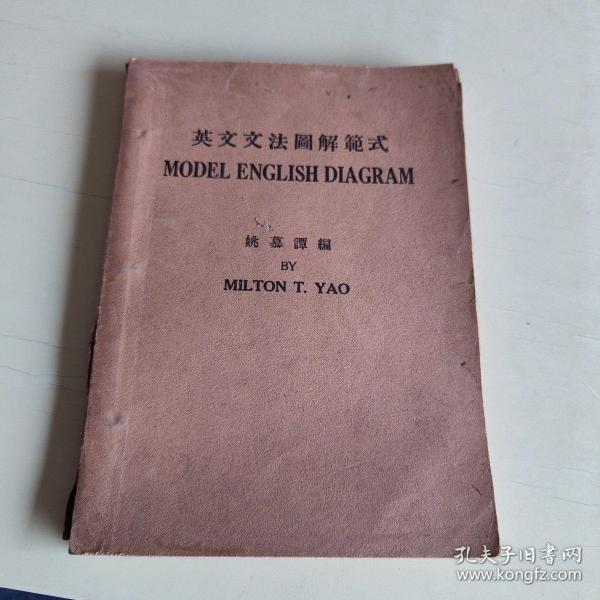 英文文法圖解範式
MODEL ENGLISH DIAGRAM
姚慕譚編
BY
MILTON T. YAO
孔夫子旧书网
www.kongfz.com